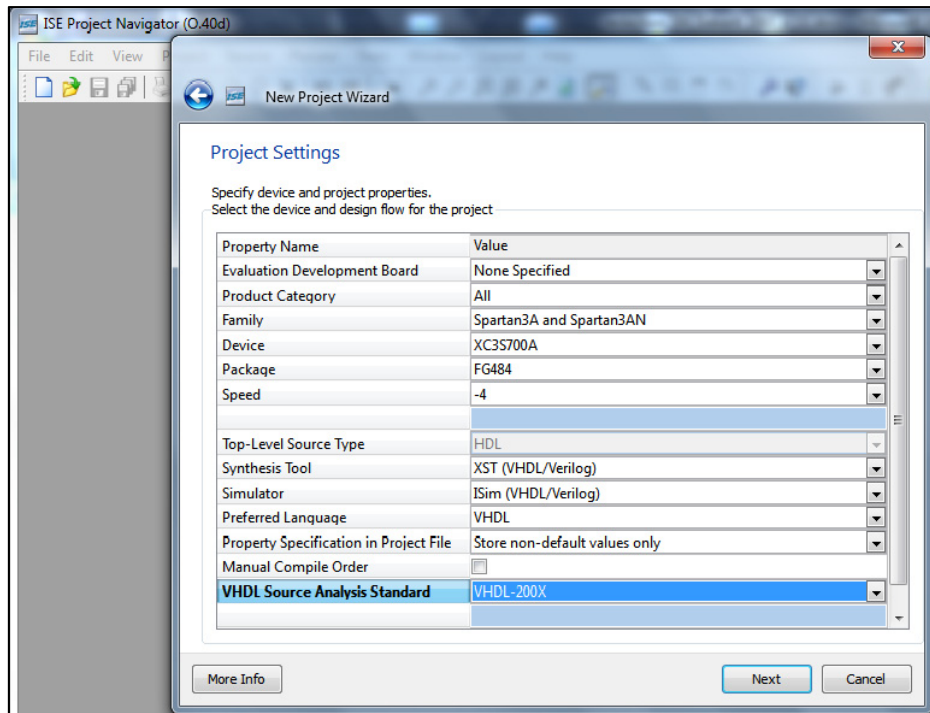 ISE Project Navigator (O.40d)
File Edit View
ISE New Project Wizard
Project Settings
Specify device and project properties.
Select the device and design flow for the project
Property Name Value
Evaluation Development Board None Specified
Product Category All
Family Spartan3A and Spartan3AN
Device XC3S700A
Package FG484
Speed -4
Top-Level Source Type HDL
Synthesis Tool XST (VHDL/Verilog)
Simulator ISim (VHDL/Verilog)
Preferred Language VHDL
Property Specification in Project File Store non-default values only
Manual Compile Order
VHDL Source Analysis Standard VHDL-200X
More Info Next Cancel